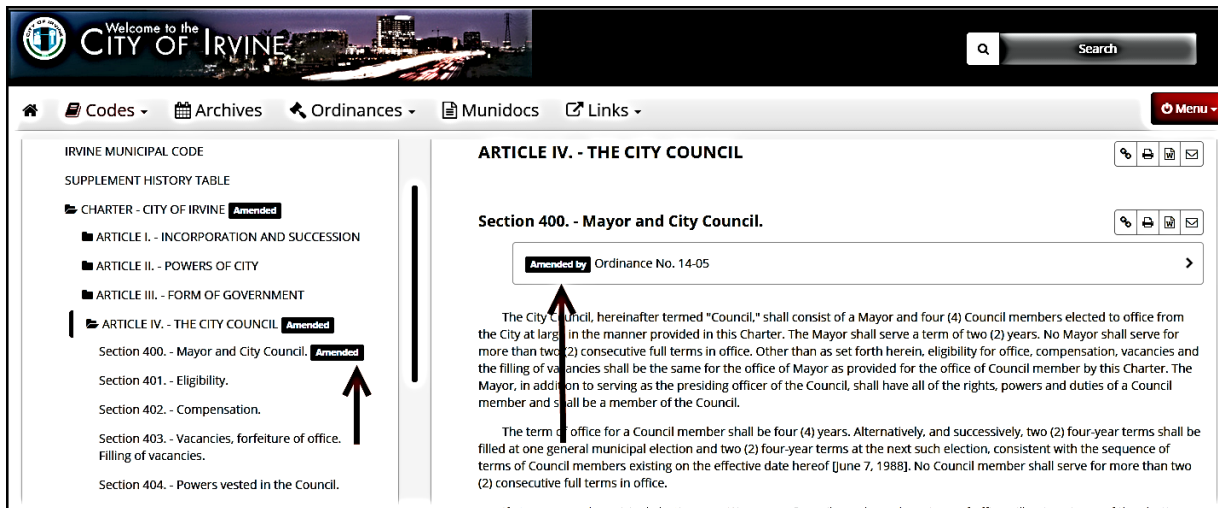 Welcome to the
CITY OF IRVINE
Search
Codes
Archives
Ordinances
Munidocs
Links
Menu
IRVINE MUNICIPAL CODE
SUPPLEMENT HISTORY TABLE
CHARTER - CITY OF IRVINE Amended
ARTICLE I. - INCORPORATION AND SUCCESSION
ARTICLE II. - POWERS OF CITY
ARTICLE III. - FORM OF GOVERNMENT
ARTICLE IV. - THE CITY COUNCIL Amended
Section 400. - Mayor and City Council. Amended
Section 401. - Eligibility.
Section 402. - Compensation.
Section 403. - Vacancies, forfeiture of office.
Filling of vacancies.
Section 404. - Powers vested in the Council.
ARTICLE IV. - THE CITY COUNCIL
Section 400. - Mayor and City Council.
Amended by Ordinance No. 14-05
The City Council, hereinafter termed "Council," shall consist of a Mayor and four (4) Council members elected to office from
the City at large in the manner provided in this Charter. The Mayor shall serve a term of two (2) years. No Mayor shall serve for
more than two (2) consecutive full terms in office. Other than as set forth herein, eligibility for office, compensation, vacancies and
the filling of vacancies shall be the same for the office of Mayor as provided for the office of Council member by this Charter. The
Mayor, in addition to serving as the presiding officer of the Council, shall have all of the rights, powers and duties of a Council
member and shall be a member of the Council.
The term of office for a Council member shall be four (4) years. Alternatively, and successively, two (2) four-year terms shall be
filled at one general municipal election and two (2) four-year terms at the next such election, consistent with the sequence of
terms of Council members existing on the effective date hereof [June 7, 1988]. No Council member shall serve for more than two
(2) consecutive full terms in office.